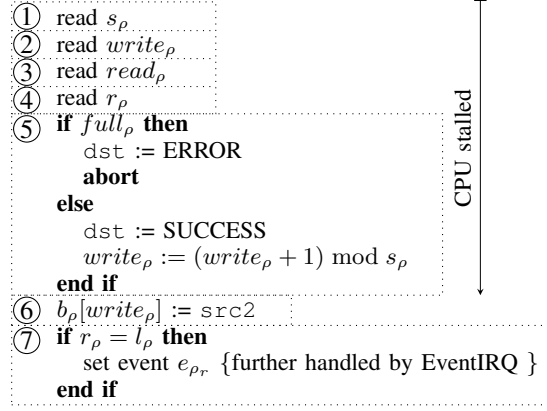 ① read s_ρ
② read write_ρ
③ read read_ρ
④ read r_ρ
⑤ if full_ρ then
dst := ERROR
abort
else
dst := SUCCESS
write_ρ := (write_ρ + 1) mod s_ρ
end if
⑥ b_ρ[write_ρ] := src2
⑦ if r_ρ = l_ρ then
set event e_{ρ_r} {further handled by EventIRQ }
end if
CPU stalled